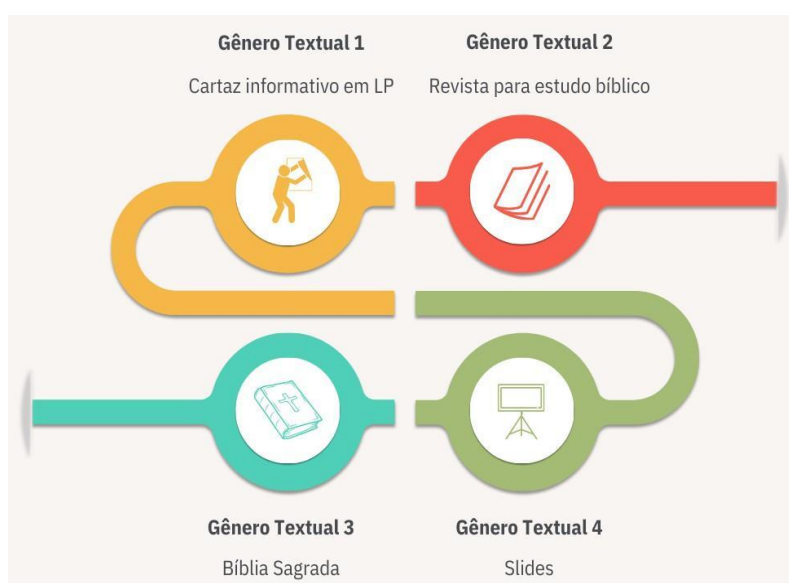 Gênero Textual 1
Cartaz informativo em LP
Gênero Textual 2
Revista para estudo bíblico
Gênero Textual 3
Bíblia Sagrada
Gênero Textual 4
Slides